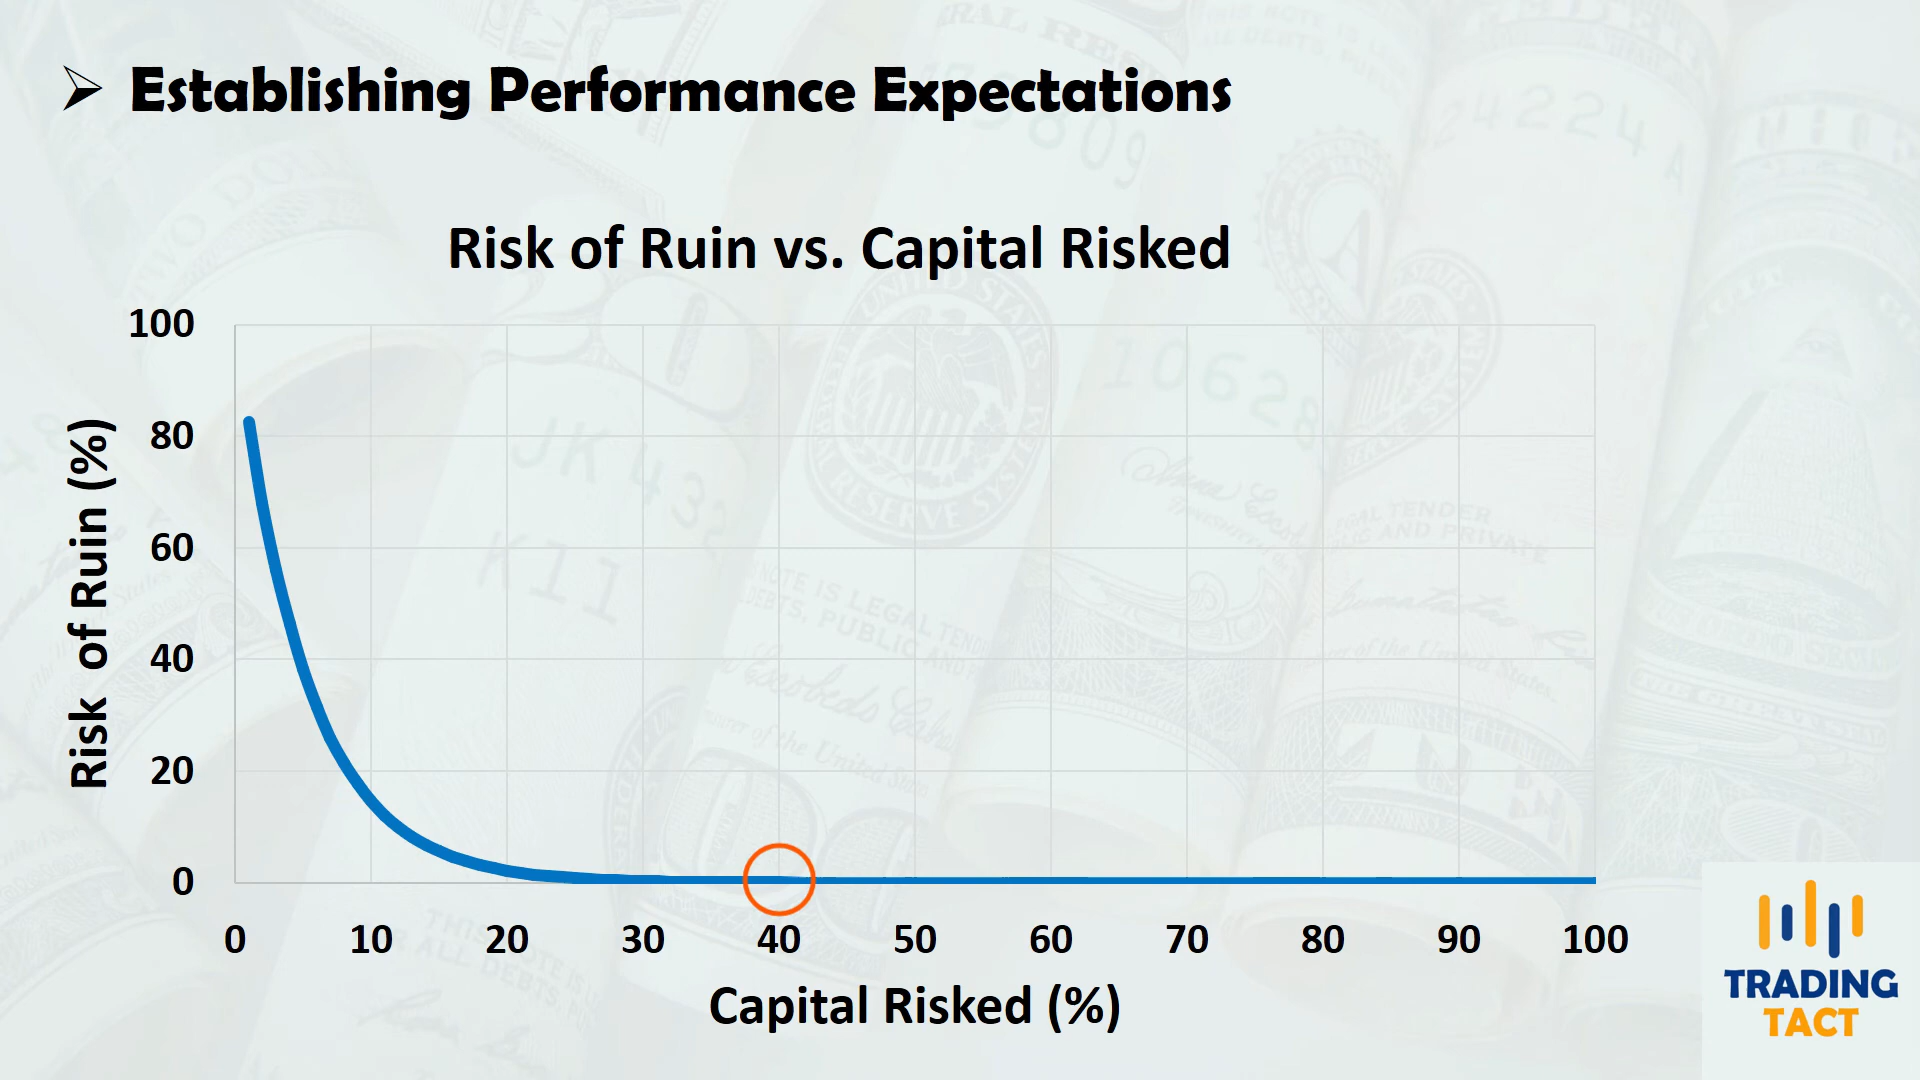 Establishing Performance Expectations
Risk of Ruin vs. Capital Risked
100
80
60
40
20
0
Risk of Ruin (%)
0 10 20 30 40 50 60 70 80 90 100
Capital Risked (%)
TRADING
TACT